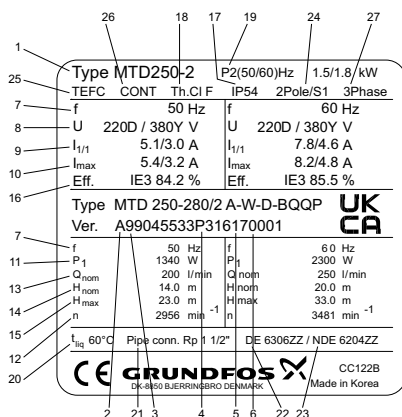 26 18 17 19 24 27
1 Type MTD250-2 P2(50/60)Hz 1.5/1.8 kW
25 TEFC CONT Th.Cl F IP54 2Pole/S1 3Phase
7 f 50 Hz f 60 Hz
8 U 220D / 380Y V U 220D / 380Y V
9 I1/1 5.1/3.0 A I1/1 7.8/4.6 A
10 Imax 5.4/3.2 A Imax 8.2/4.8 A
16 Eff. IE3 84.2 % Eff. IE3 85.5 %
Type MTD 250-280/2 A-W-D-BQQP UK
Ver. A99045533P316170001 CA
7 f 50 Hz f 60 Hz
11 P1 1340 W P1 2300 W
13 Qnom 200 l/min Q nom 250 l/min
14 Hnom 14.0 m H nom 20.0 m
15 Hmax 23.0 m H max 33.0 m
12 n 2956 min -1 n 3481 min -1
20 tliq 60°C Pipe conn. Rp 1 1/2" DE 6306ZZ / NDE 6204ZZ
CE GRUNDFOS X CC122B
DK-8850 BJERRINGBRO DENMARK Made in Korea
2 3 21 4 5 6 22 23